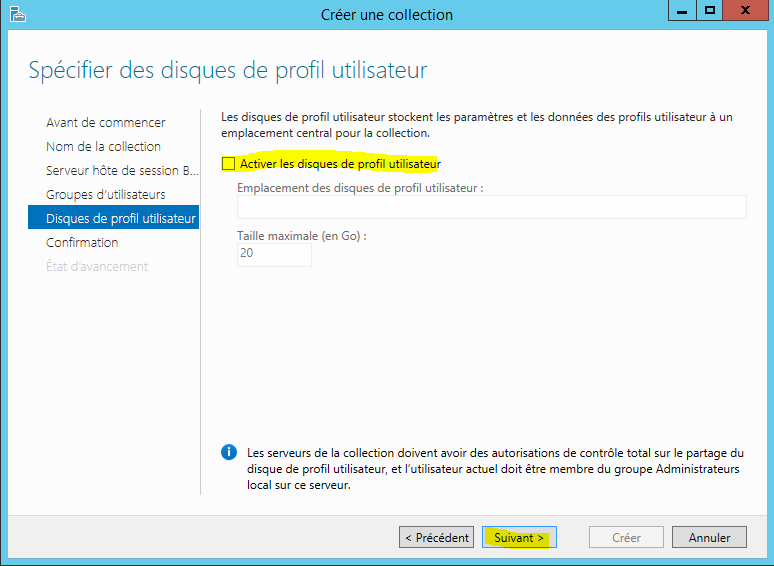 Créer une collection
Spécifier des disques de profil utilisateur
Avant de commencer
Nom de la collection
Serveur hôte de session B...
Groupes d'utilisateurs
Disques de profil utilisateur
Confirmation
État d'avancement
Les disques de profil utilisateur stockent les paramètres et les données des profils utilisateur à un
emplacement central pour la collection.
Activer les disques de profil utilisateur
Emplacement des disques de profil utilisateur :
Taille maximale (en Go) :
20
Les serveurs de la collection doivent avoir des autorisations de contrôle total sur le partage du
disque de profil utilisateur, et l'utilisateur actuel doit être membre du groupe Administrateurs
local sur ce serveur.
< Précédent
Suivant >
Créer
Annuler